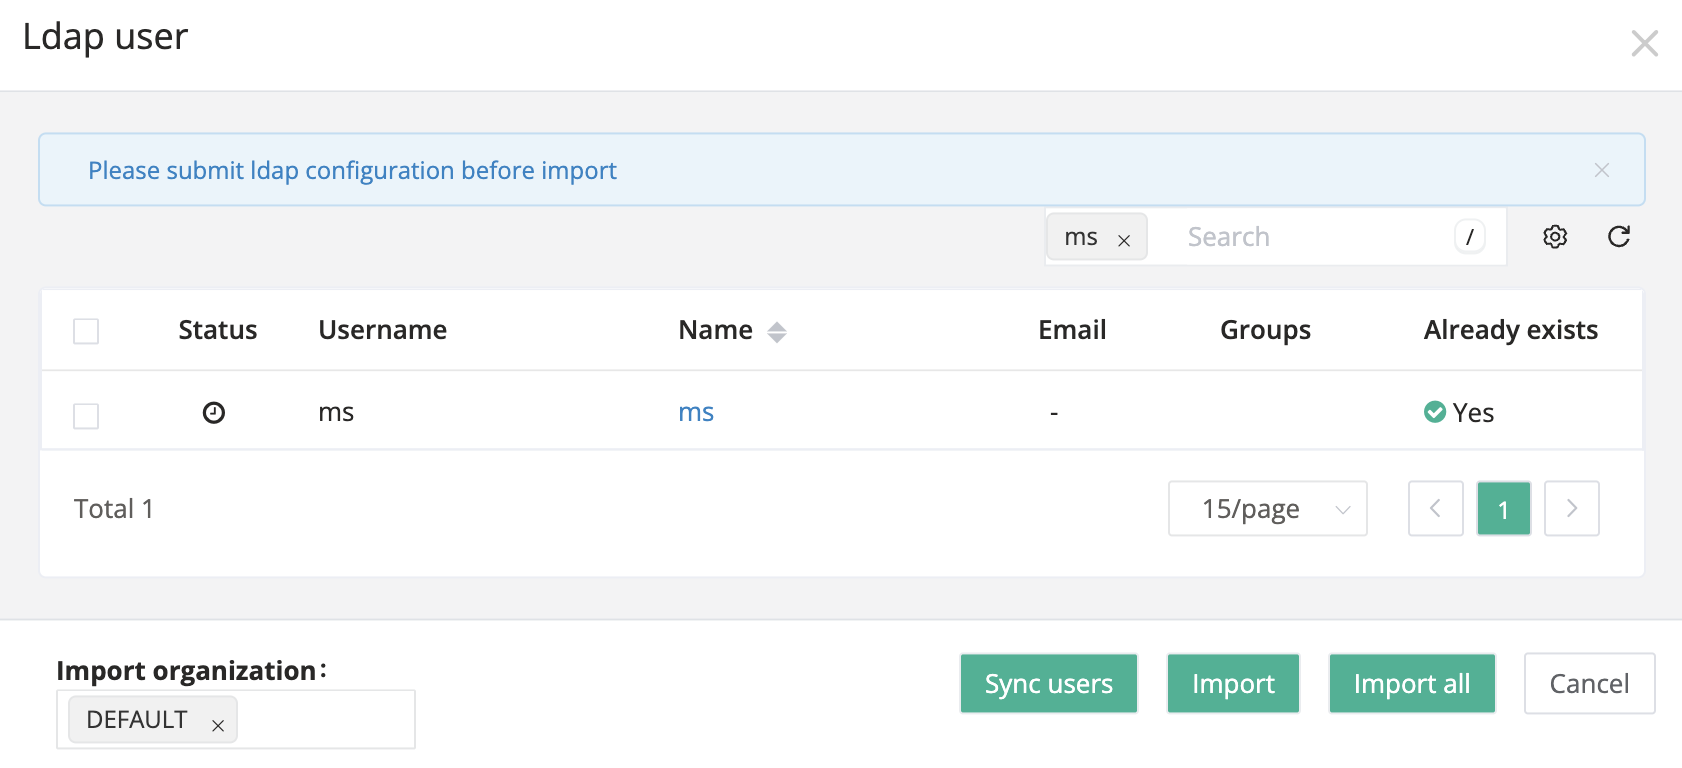 Ldap user
Please submit ldap configuration before import
ms × Search /
Status Username Name Email Groups Already exists
ms ms - Yes
Total 1 15/page < 1 >
Import organization:
Sync users Import Import all Cancel
DEFAULT ×